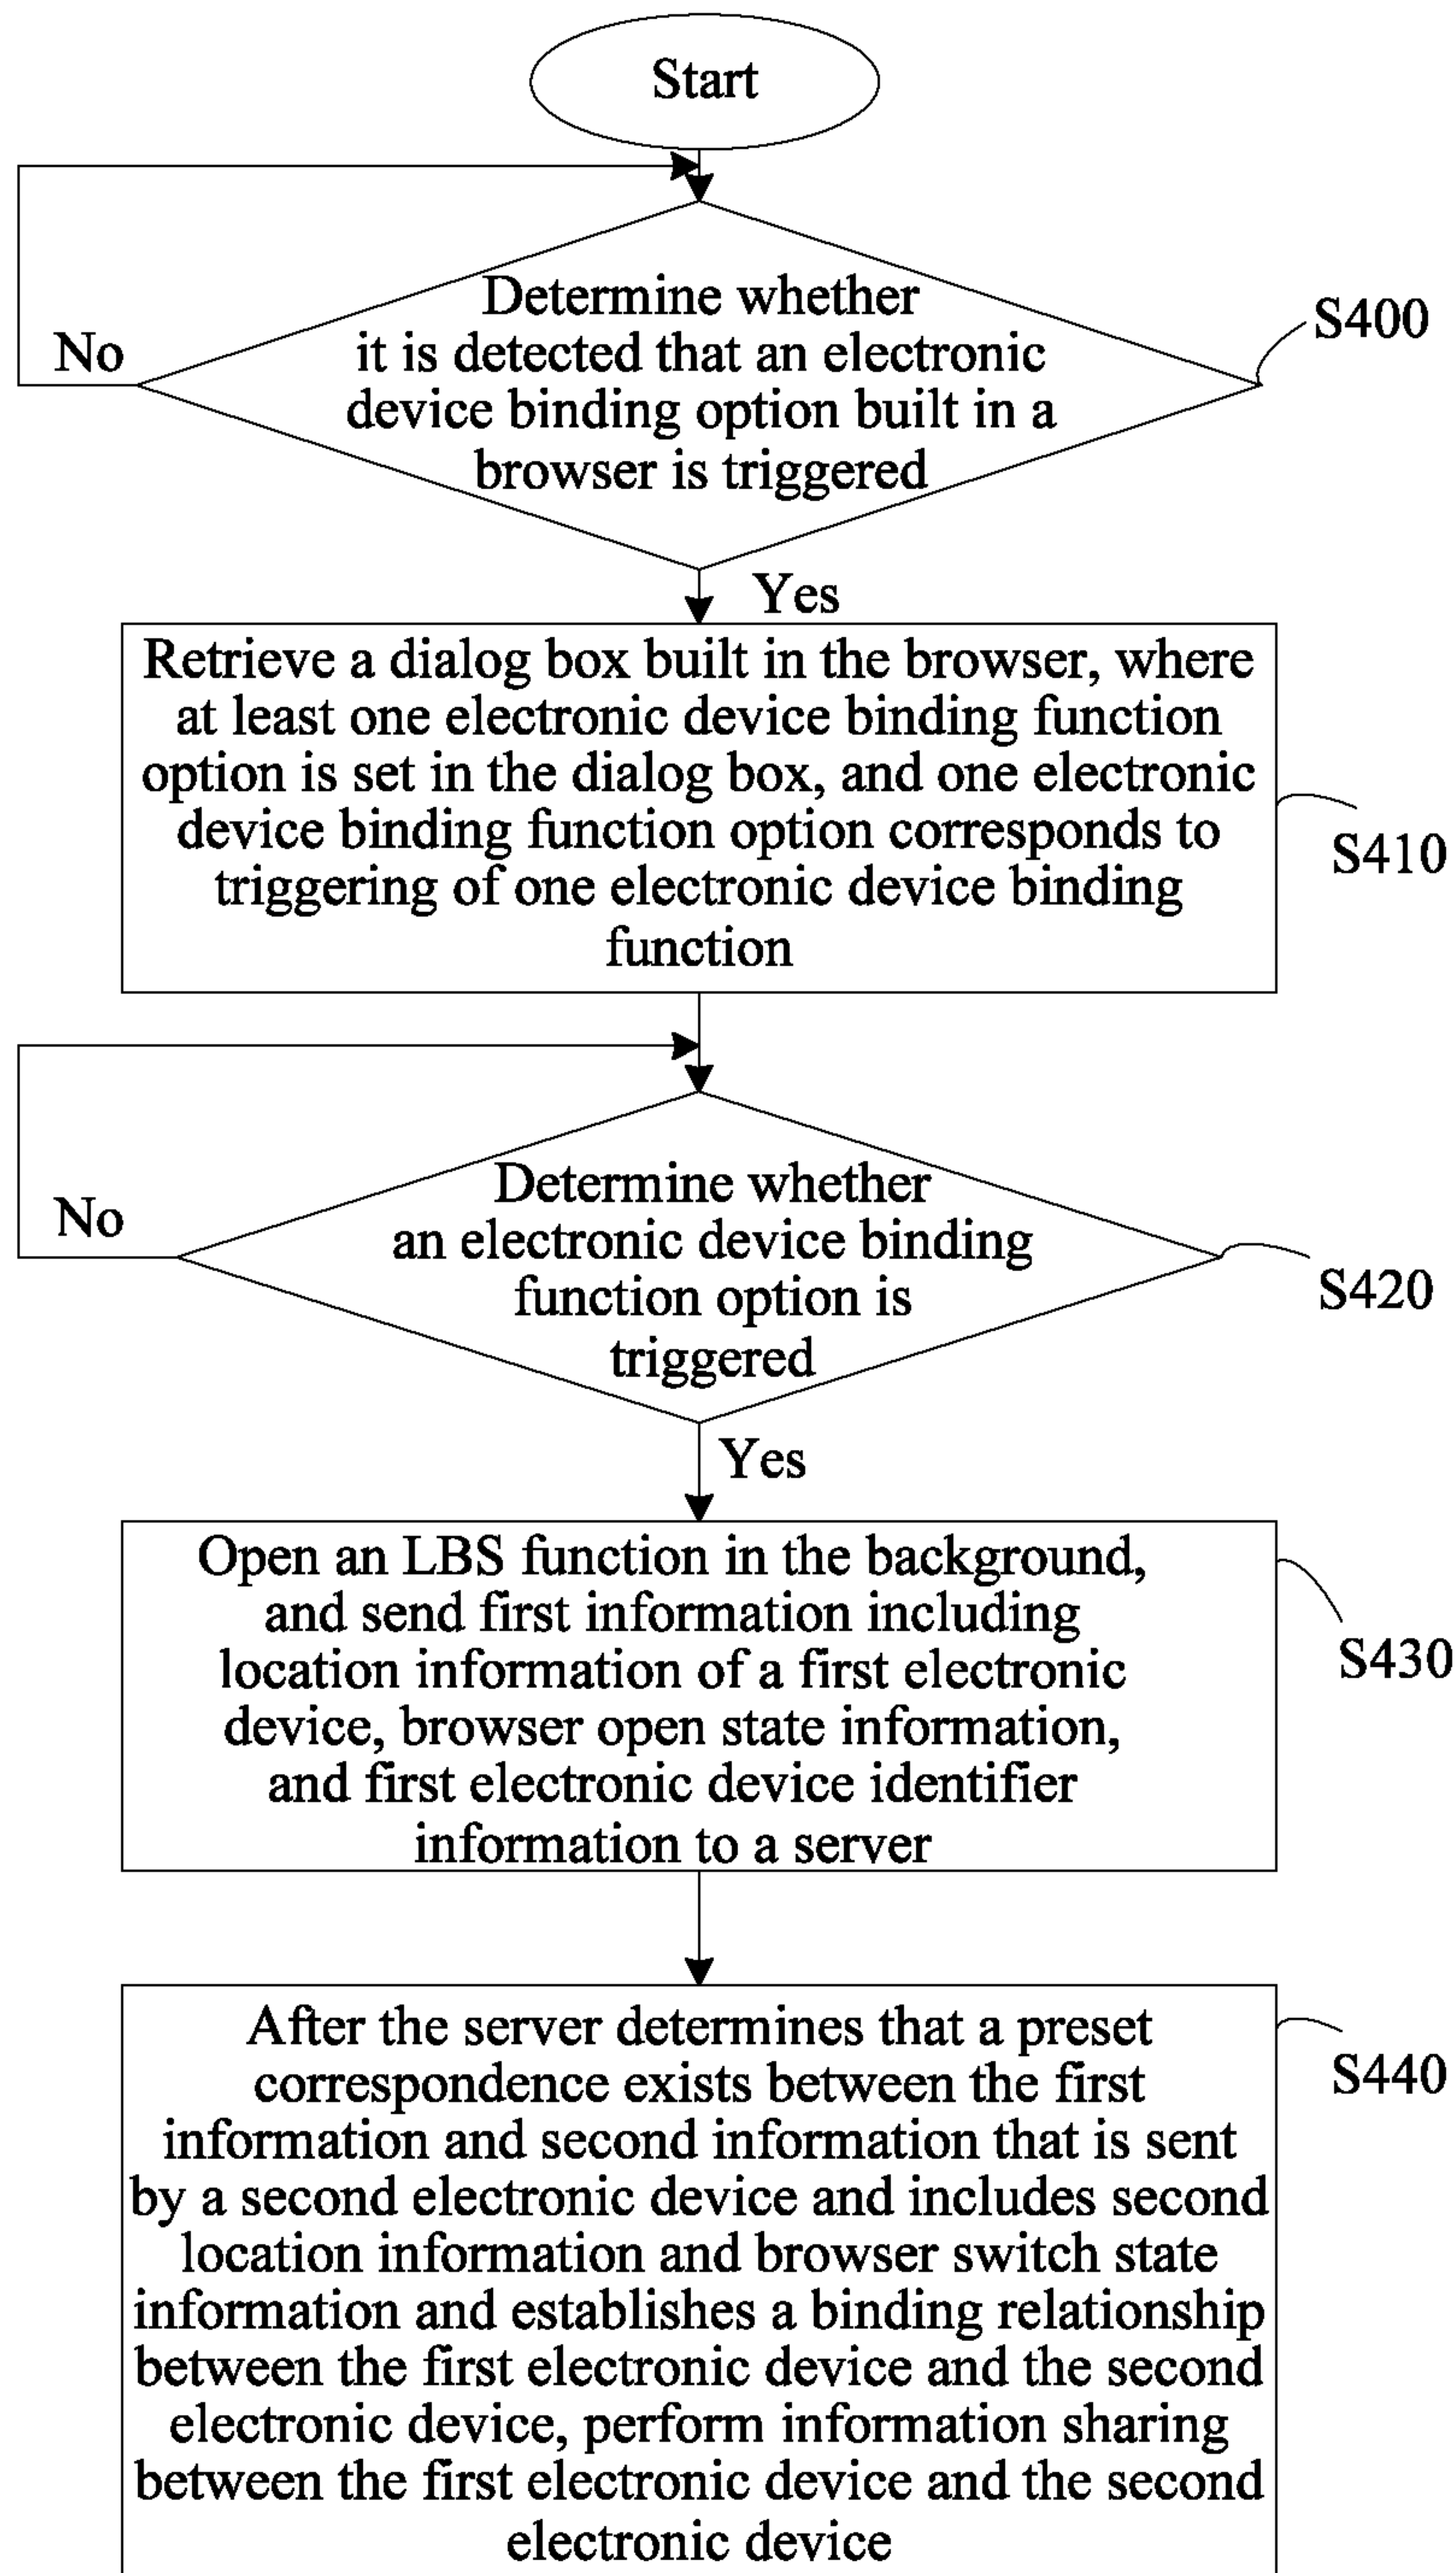 Start
Determine whether
it is detected that an electronic
device binding option built in a
browser is triggered
No
S400
Yes
Retrieve a dialog box built in the browser, where
at least one electronic device binding function
option is set in the dialog box, and one electronic
device binding function option corresponds to
triggering of one electronic device binding
function
S410
Determine whether
an electronic device binding
function option is
triggered
No
S420
Yes
Open an LBS function in the background,
and send first information including
location information of a first electronic
device, browser open state information,
and first electronic device identifier
information to a server
S430
After the server determines that a preset
correspondence exists between the first
information and second information that is sent
by a second electronic device and includes second
location information and browser switch state
information and establishes a binding relationship
between the first electronic device and the second
electronic device, perform information sharing
between the first electronic device and the second
electronic device
S440